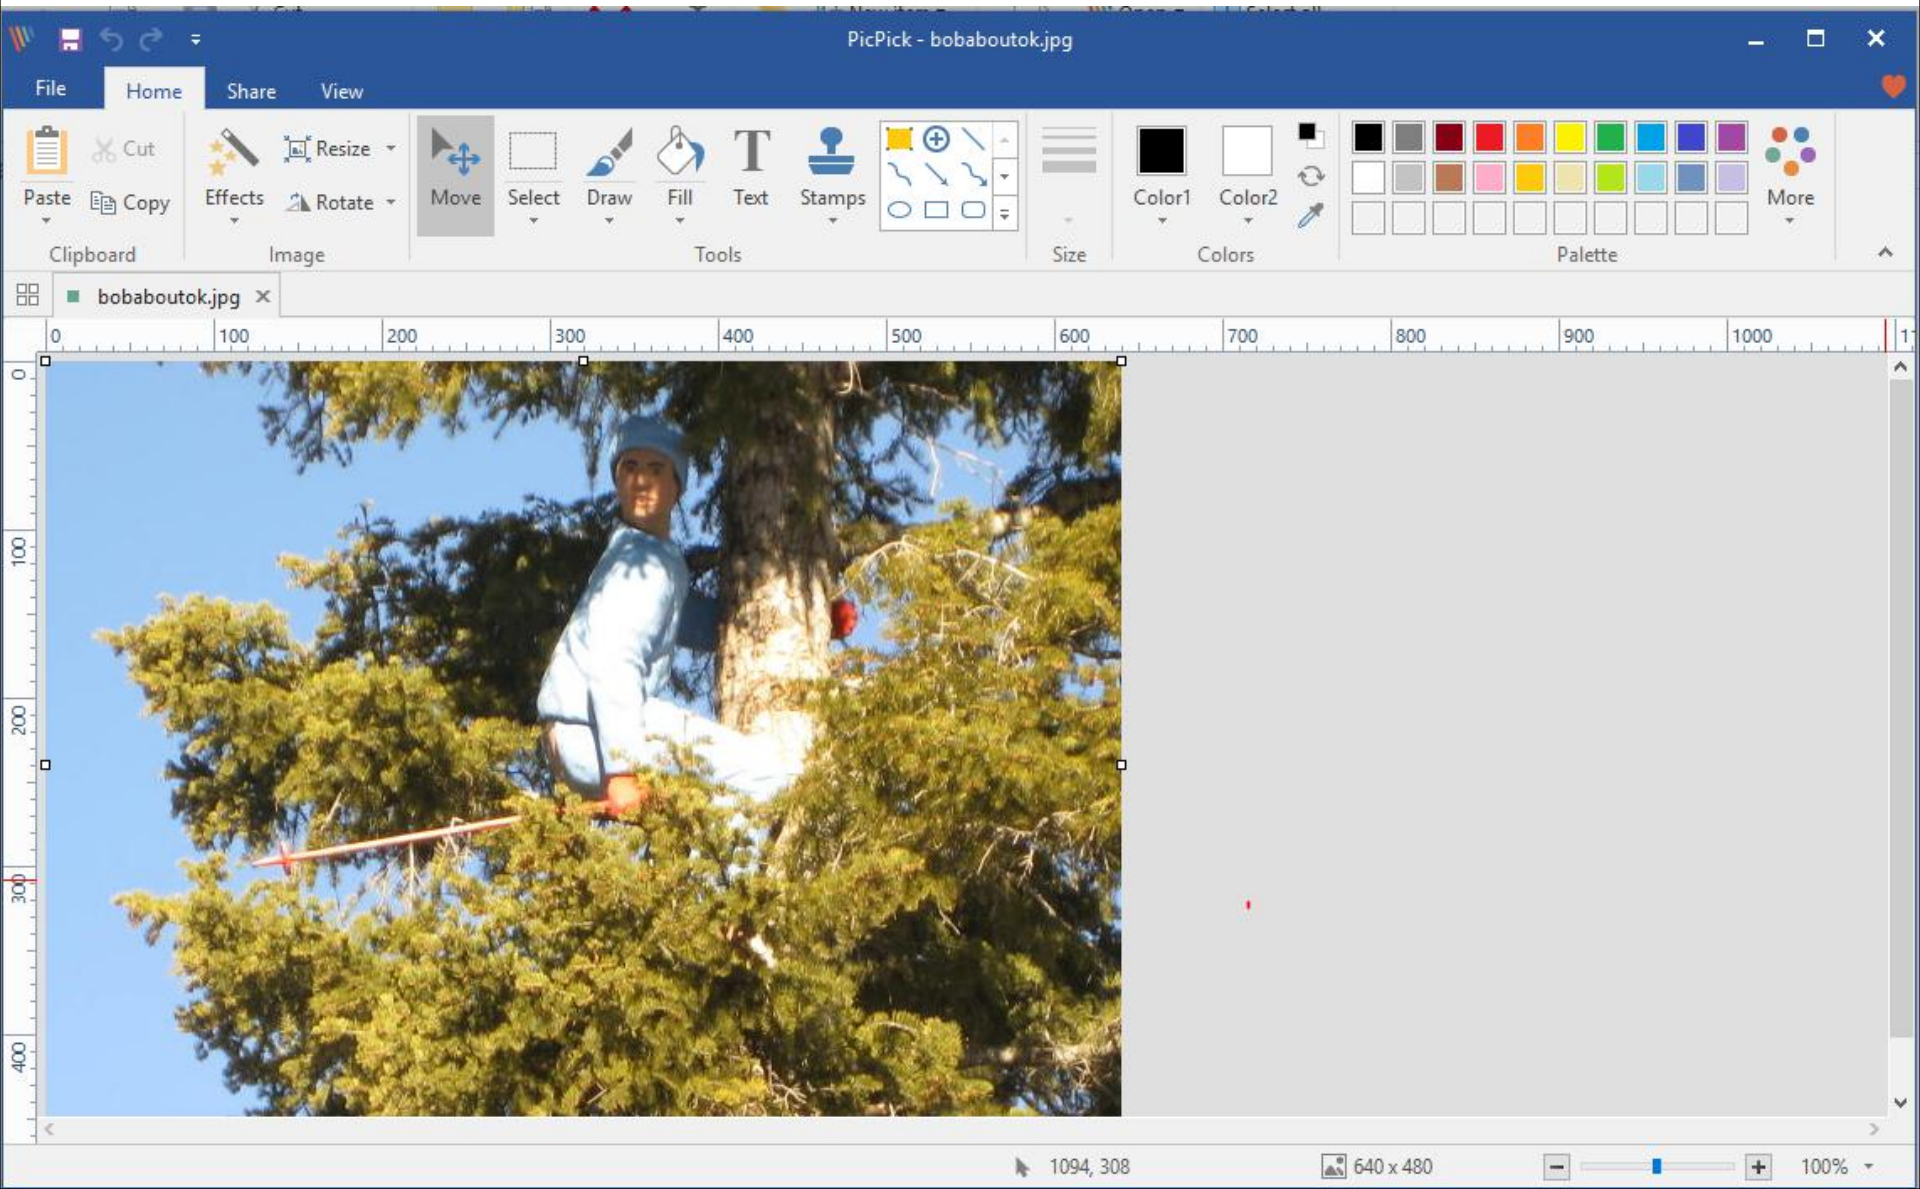 PicPick - bobaboutok.jpg
File Home Share View
Paste Cut Copy Effects Resize Rotate Move Select Draw Fill Text Stamps Color1 Color2 More
Clipboard Image Tools Size Colors Palette
bobaboutok.jpg
0 100 200 300 400 500 600 700 800 900 1000
0
100
200
300
400
1094, 308 640 x 480 100%